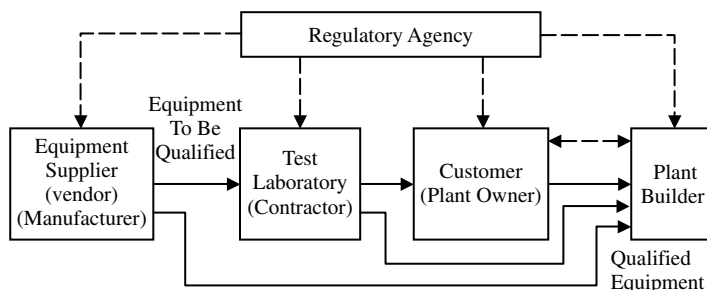 Regulatory Agency
Equipment
To Be
Qualified
Equipment
Supplier
(vendor)
(Manufacturer)
Test
Laboratory
(Contractor)
Customer
(Plant Owner)
Plant
Builder
Qualified
Equipment